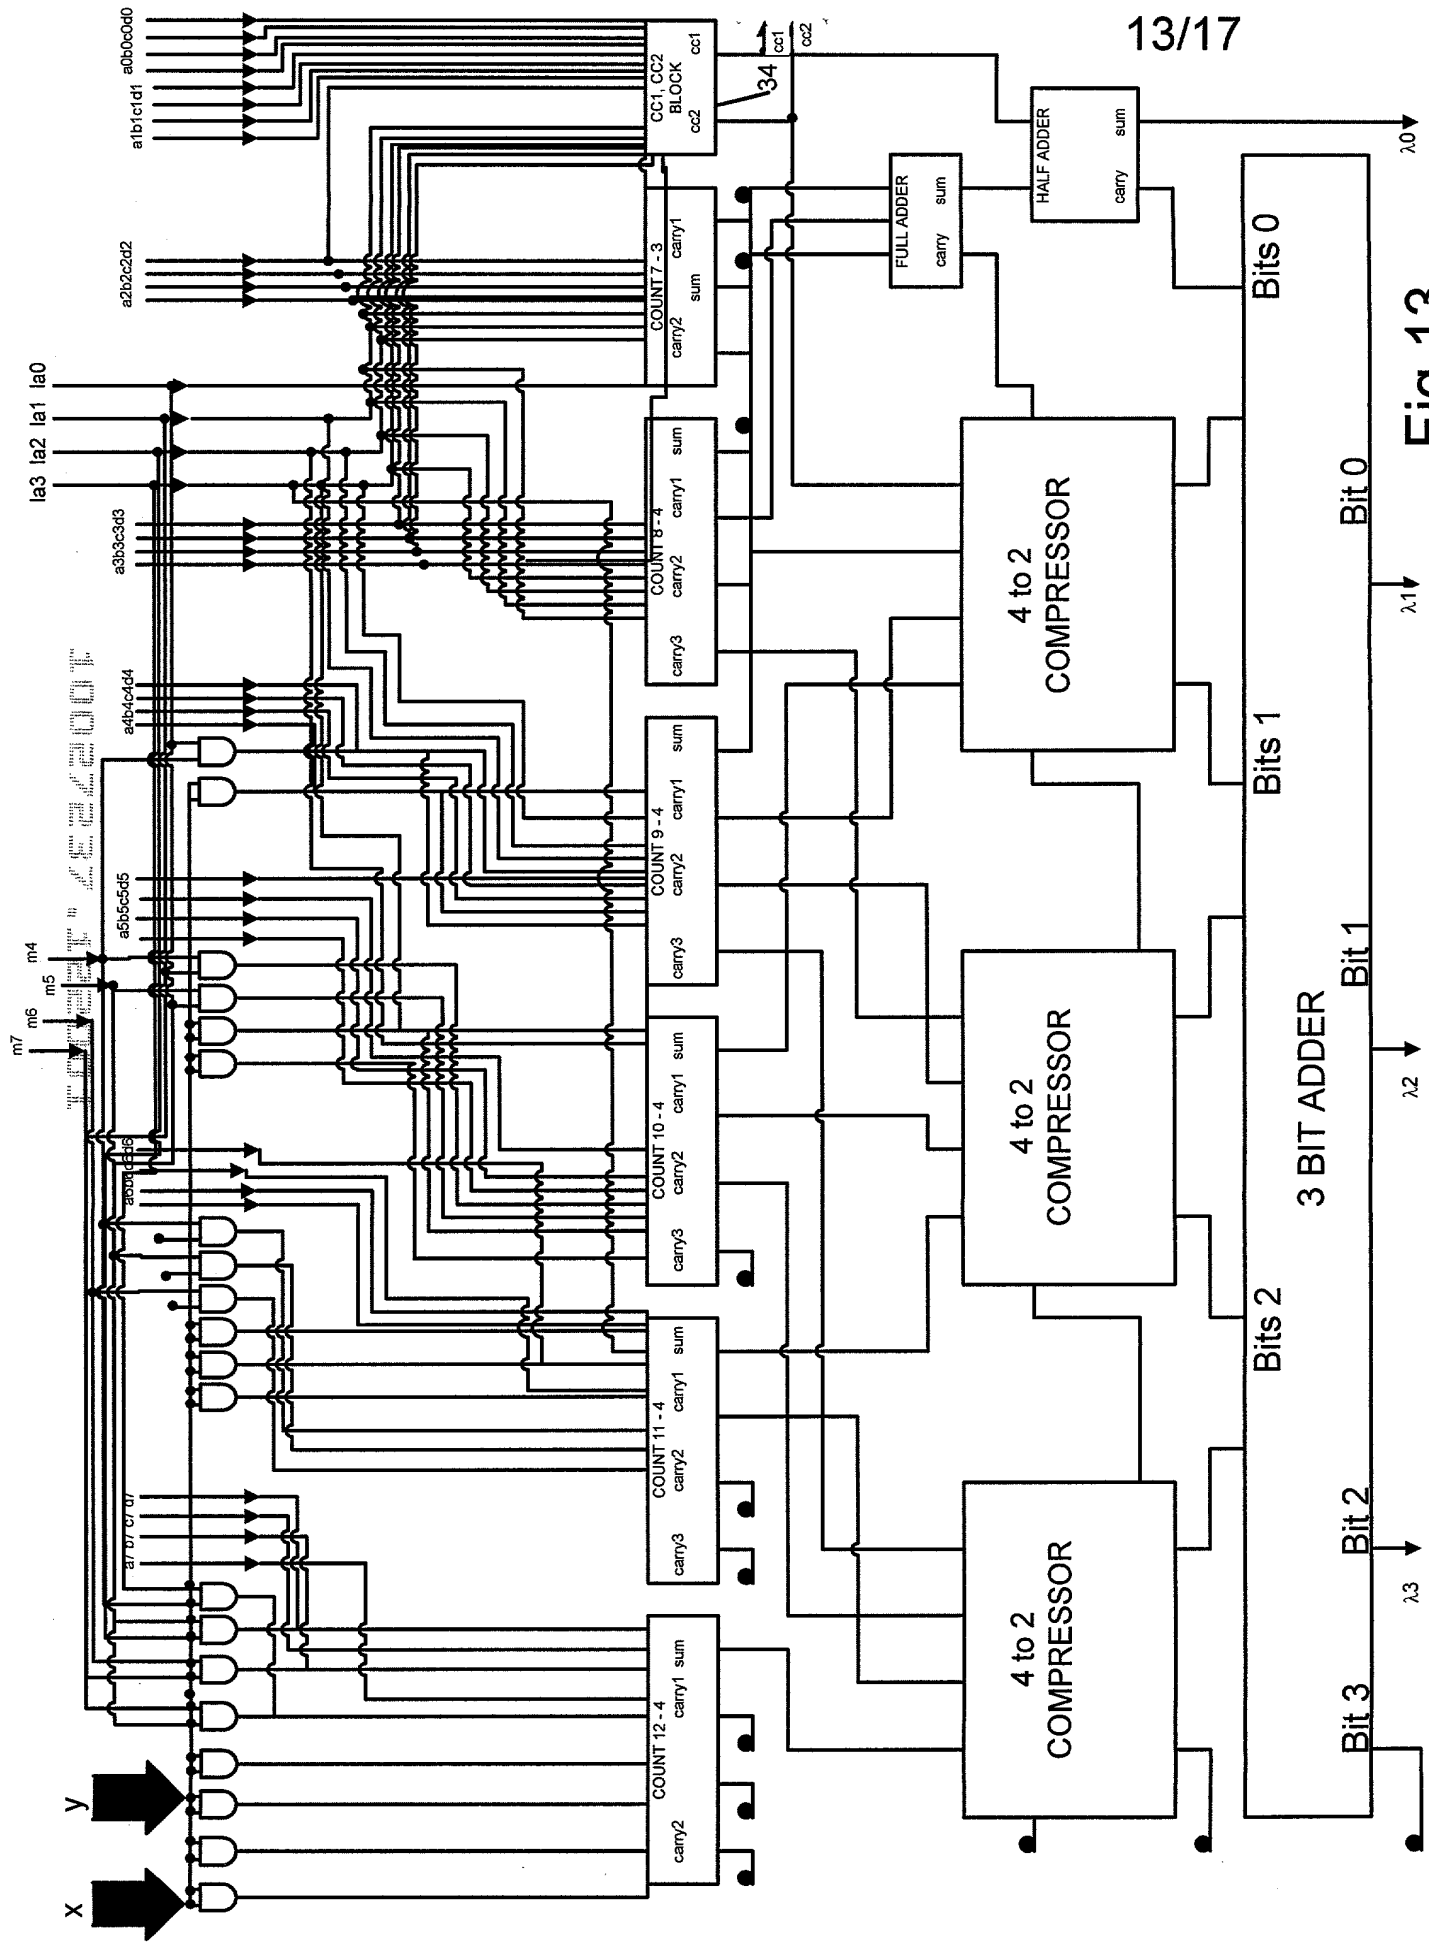 13/17
a0b0c0d0
a1b1c1d1
a2b2c2d2
la0
la1
la2
la3
a3b3c3d3
a4b4c4d4
a5b5c5d5
m4
m5
m6
m7
a7 b7 c7 d7
y
x
CC1, CC2
BLOCK
cc1
cc2
34
cc1
cc2
COUNT 7 - 3
carry1
sum
carry2
COUNT 8 - 4
sum
carry1
carry2
carry3
COUNT 9 - 4
sum
carry1
carry2
carry3
COUNT 10 - 4
sum
carry1
carry2
carry3
COUNT 11 - 4
sum
carry1
carry2
carry3
COUNT 12 - 4
sum
carry1
carry2
FULL ADDER
sum
carry
HALF ADDER
sum
carry
4 to 2
COMPRESSOR
4 to 2
COMPRESSOR
4 to 2
COMPRESSOR
Bits 0
Bits 1
Bits 2
3 BIT ADDER
Bit 0
Bit 1
Bit 2
Bit 3
λ0
λ1
λ2
λ3
Fig 13